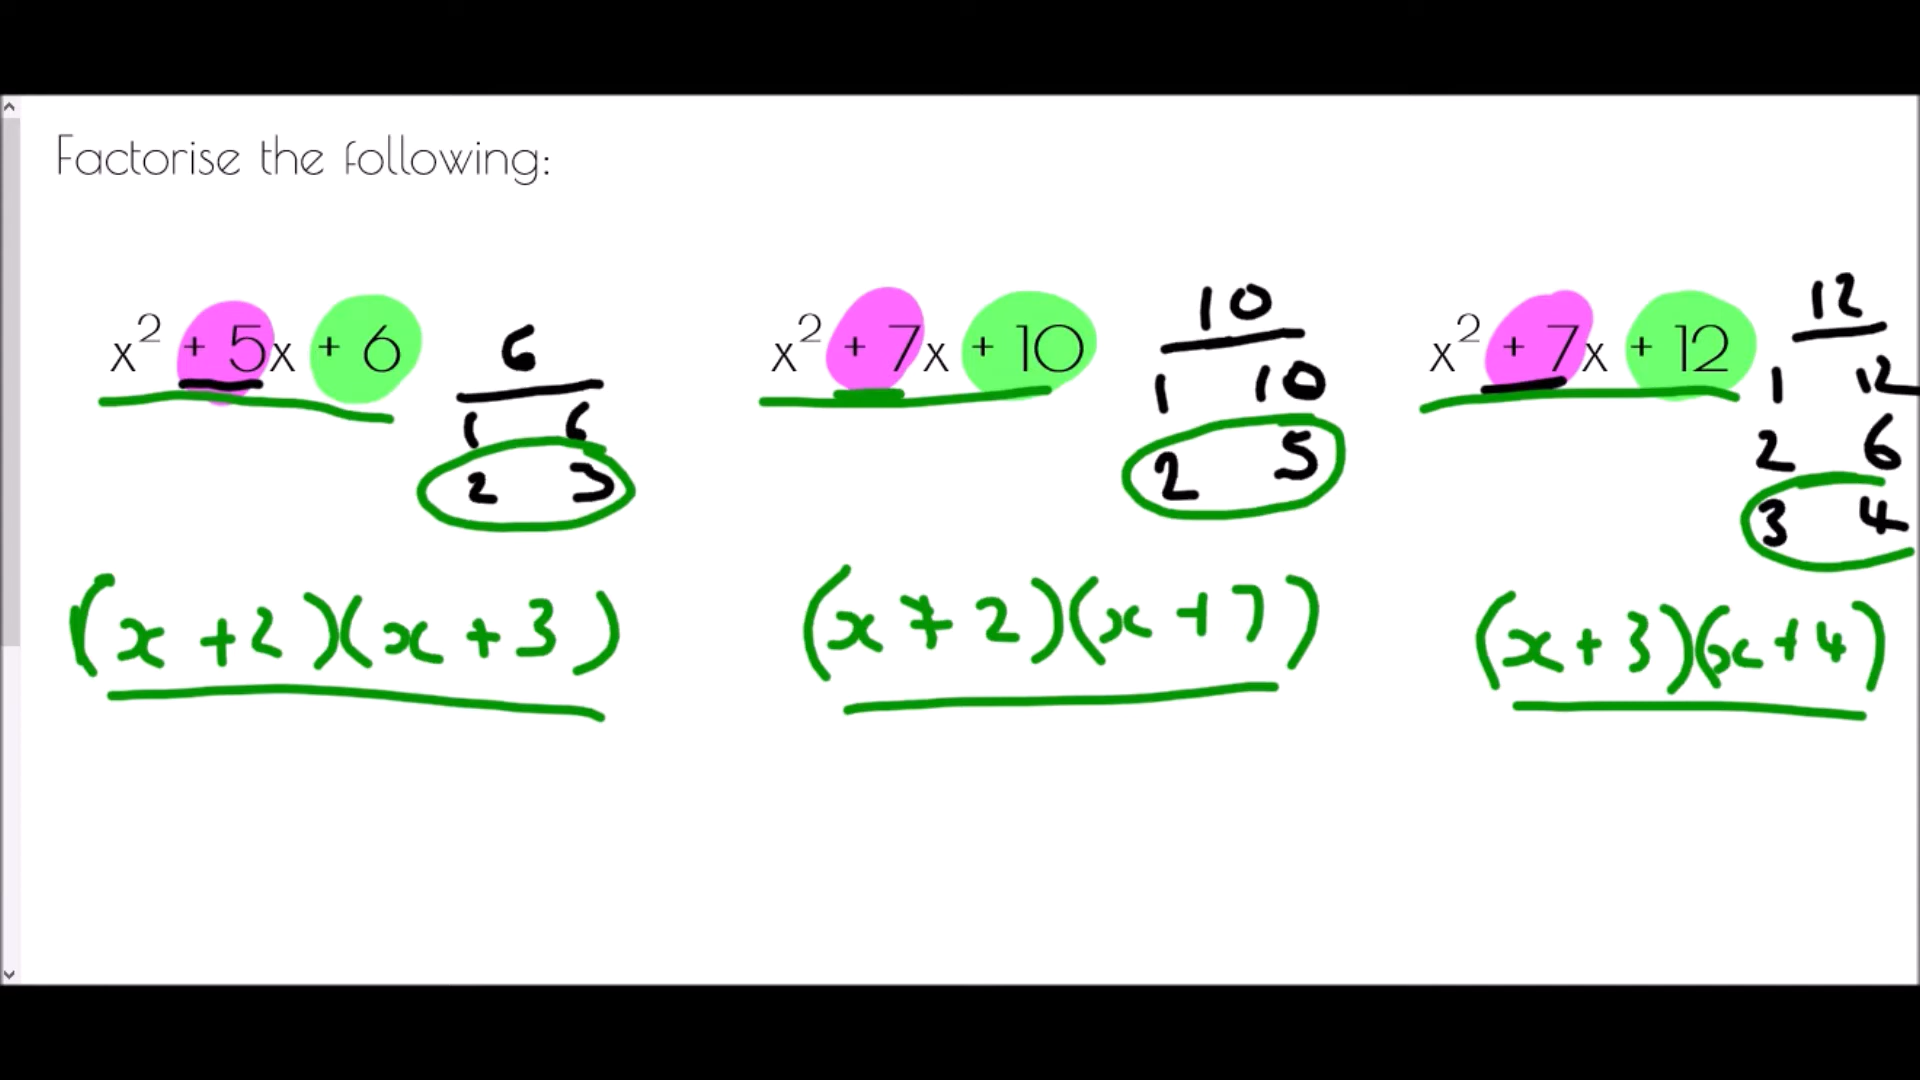 Factorise the following:
x² + 5x + 6
6
1 6
2 3
(x + 2)(x + 3)
x² + 7x + 10
10
1 10
2 5
(x + 2)(x + 7)
x² + 7x + 12
12
1 12
2 6
3 4
(x + 3)(x + 4)